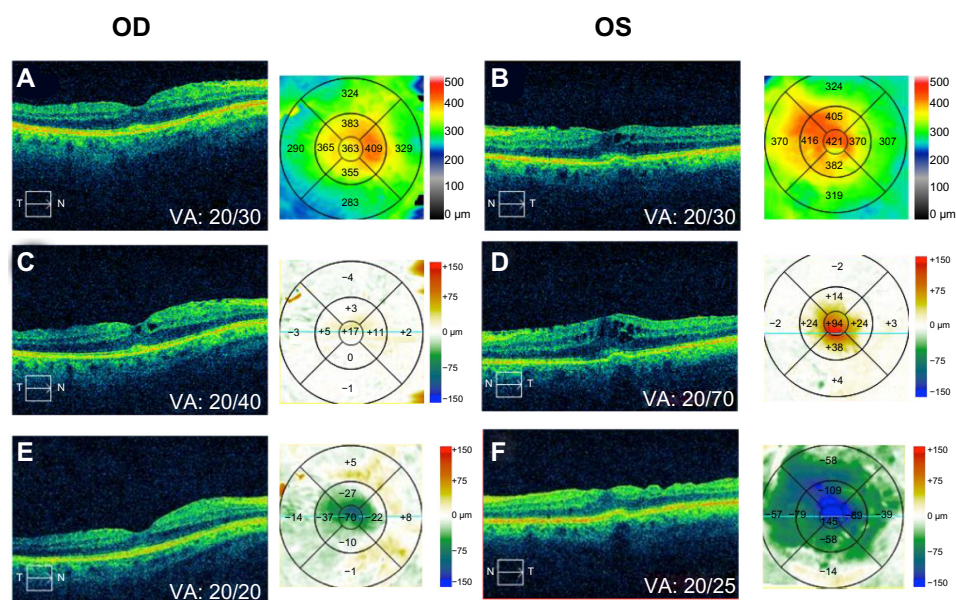 OD OS
A
324
383
290 365 363 409 329
355
283
500
400
300
200
100
0 µm
T N
VA: 20/30
B
324
405
370 416 421 370 307
382
319
500
400
300
200
100
0 µm
N T
VA: 20/30
C
−4
+3
−3 +5 +17 +11 +2
0
−1
+150
+75
0 µm
−75
−150
T N
VA: 20/40
D
−2
+14
−2 +24 +94 +24 +3
+38
+4
+150
+75
0 µm
−75
−150
N T
VA: 20/70
E
+5
−27
−14 −37 −70 −22 +8
−10
−1
+150
+75
0 µm
−75
−150
T N
VA: 20/20
F
−58
−109
−57 −79 145 −89 −39
−58
−14
+150
+75
0 µm
−75
−150
N T
VA: 20/25